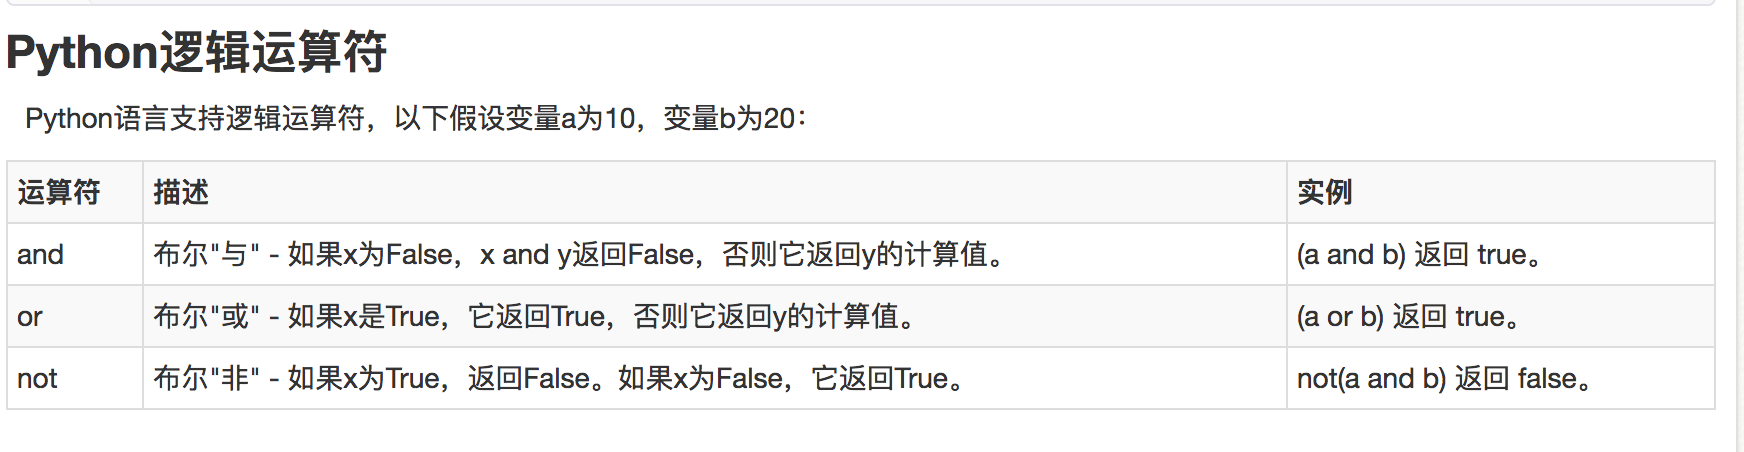 Python逻辑运算符
Python语言支持逻辑运算符，以下假设变量a为10，变量b为20：
运算符 描述 实例
and 布尔"与" - 如果x为False，x and y返回False，否则它返回y的计算值。 (a and b) 返回 true。
or 布尔"或" - 如果x是True，它返回True，否则它返回y的计算值。 (a or b) 返回 true。
not 布尔"非" - 如果x为True，返回False。如果x为False，它返回True。 not(a and b) 返回 false。